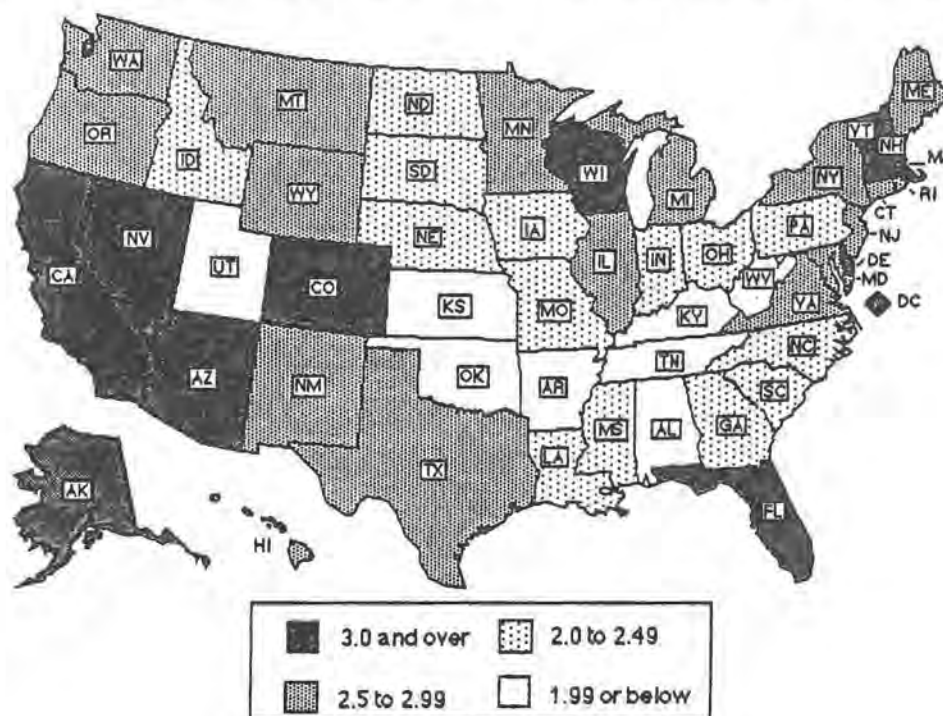 WA
MT
ND
MN
ME
OR
ID
SD
WI
VT
NH
M
WY
MI
NY
RI
NE
IA
PA
CT
NV
IL
IN
OH
NJ
CA
UT
CO
WV
DE
MD
KS
MO
KY
VA
DC
AZ
NM
OK
AR
TN
NC
SC
AK
TX
LA
MS
AL
GA
HI
FL
3.0 and over
2.0 to 2.49
2.5 to 2.99
1.99 or below